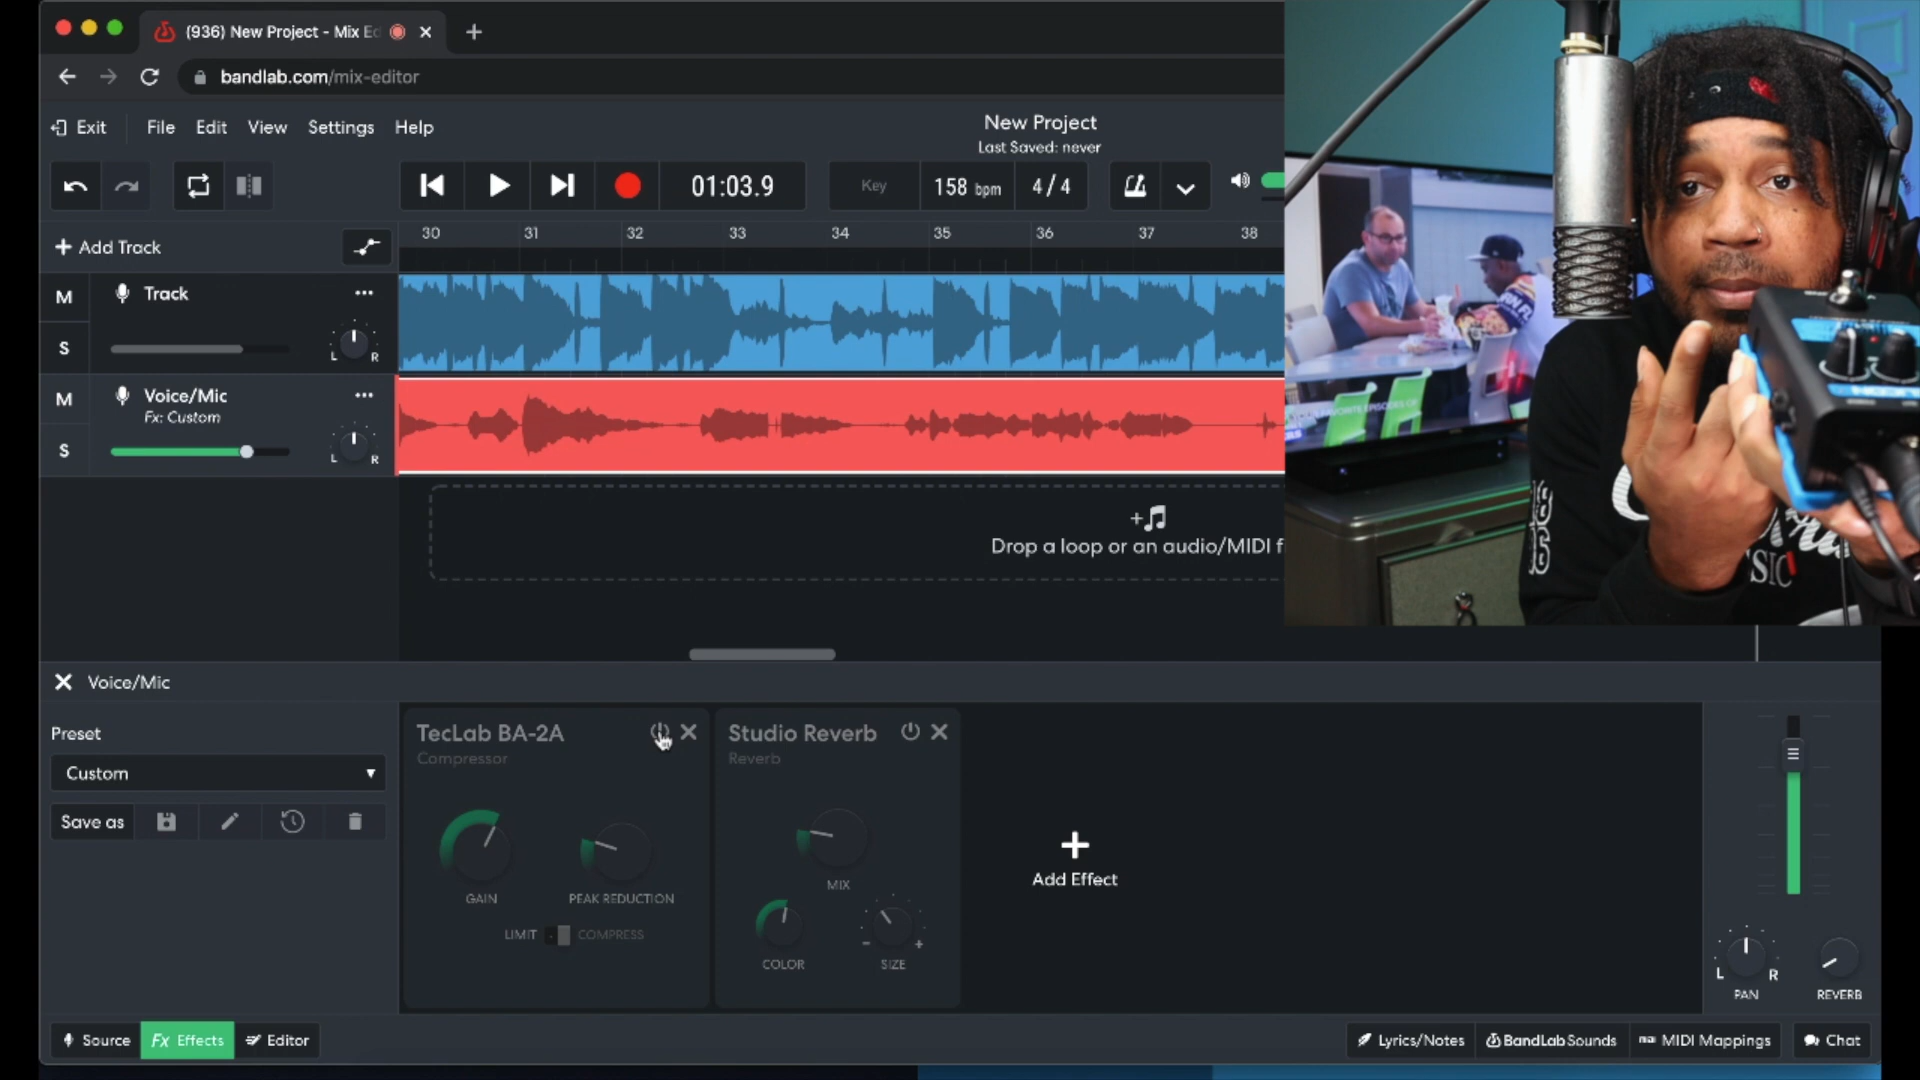 (936) New Project - Mix Ed
bandlab.com/mix-editor
Exit
File
Edit
View
Settings
Help
New Project
Last Saved: never
01:03.9
Key
158 bpm
4/4
+ Add Track
30
31
32
33
34
35
36
37
38
M
Track
S
L
R
M
Voice/Mic
Fx: Custom
S
L
R
Drop a loop or an audio/MIDI f
Voice/Mic
Preset
Custom
Save as
TecLab BA-2A
Compressor
GAIN
PEAK REDUCTION
LIMIT
COMPRESS
Studio Reverb
Reverb
MIX
COLOR
SIZE
Add Effect
L
R
PAN
REVERB
Source
Fx Effects
Editor
Lyrics/Notes
BandLab Sounds
MIDI Mappings
Chat